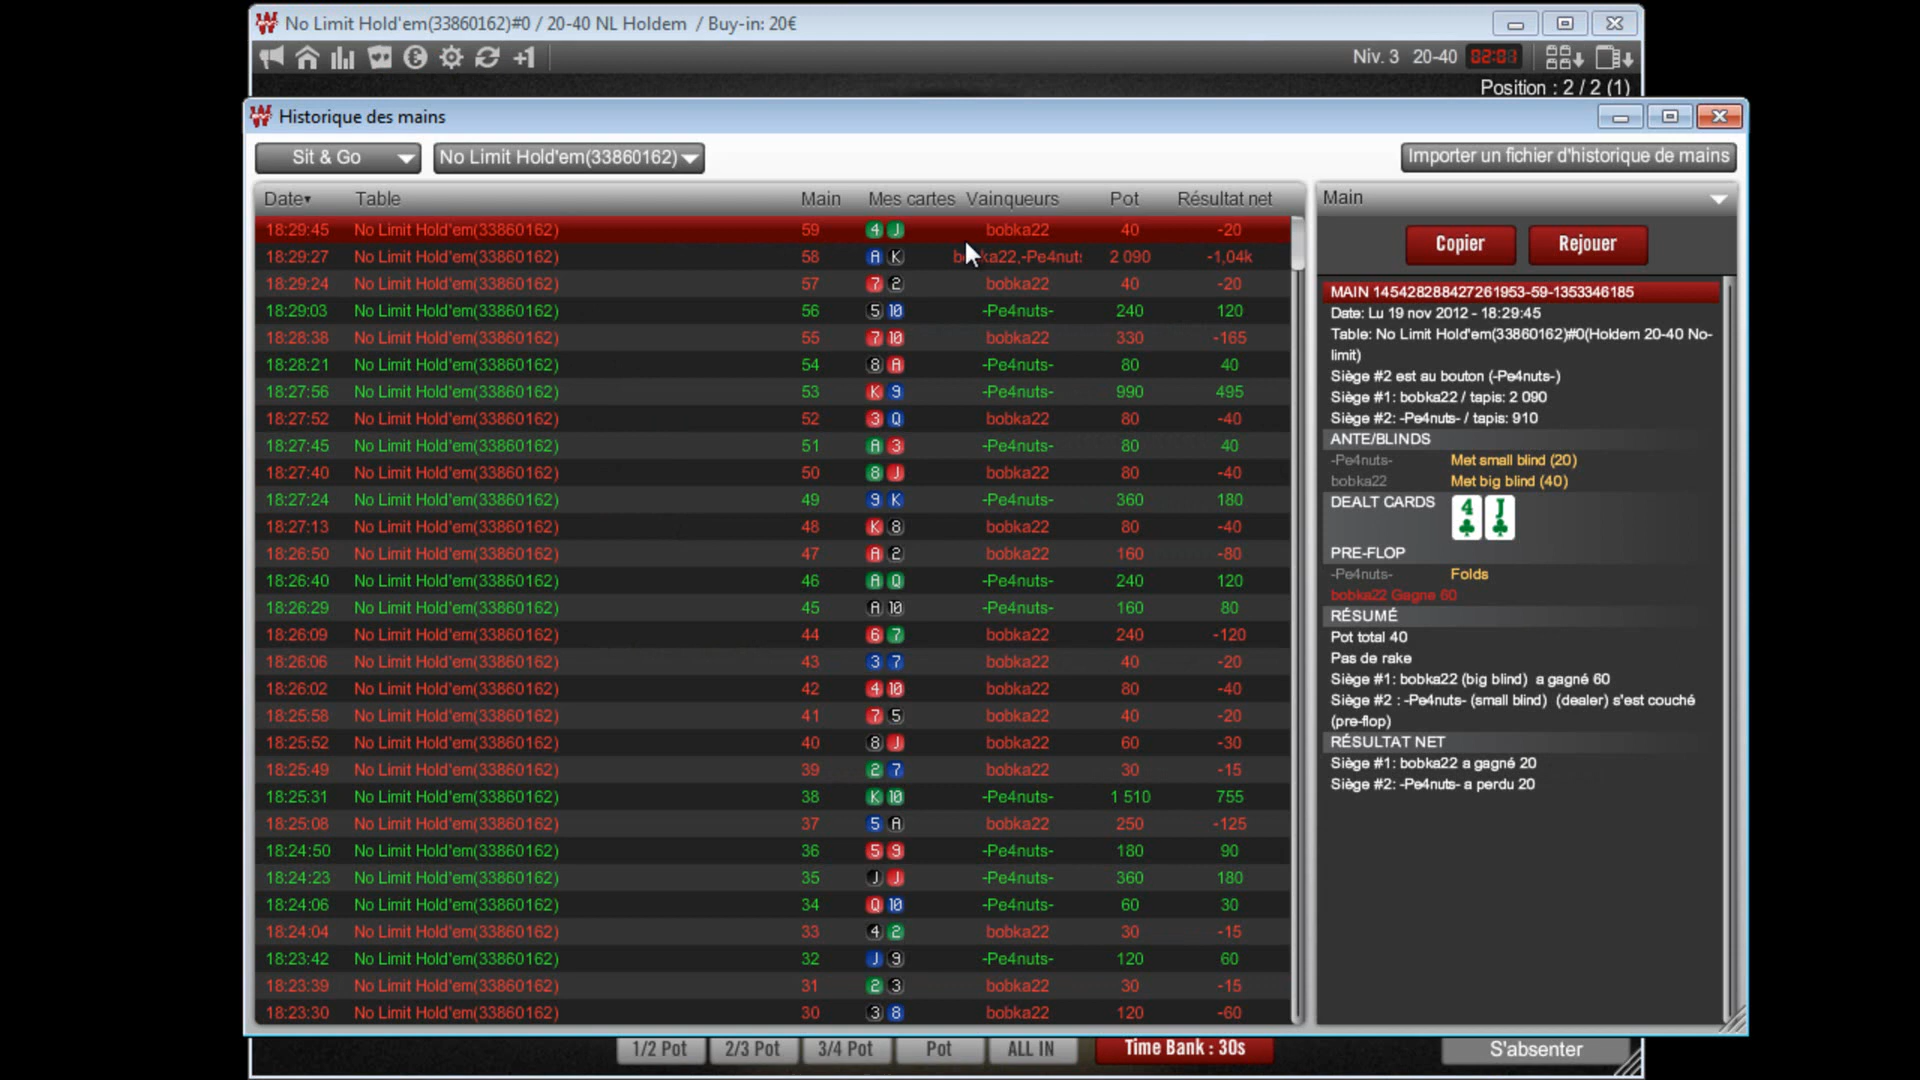 No Limit Hold'em(33860162)#0 / 20-40 NL Holdem / Buy-in: 20€
+1
Niv. 3 20-40
Position : 2 / 2 (1)
Historique des mains
Sit & Go No Limit Hold'em(33860162) Importer un fichier d'historique de mains
Date Table Main Mes cartes Vainqueurs Pot Résultat net
18:29:45 No Limit Hold'em(33860162) 59 4 J bobka22 40 -20
18:29:27 No Limit Hold'em(33860162) 58 A K 2 090 -1,04k
18:29:24 No Limit Hold'em(33860162) 57 7 2 bobka22 40 -20
18:29:03 No Limit Hold'em(33860162) 56 5 10 -Pe4nuts- 240 120
18:28:38 No Limit Hold'em(33860162) 55 7 10 bobka22 330 -165
18:28:21 No Limit Hold'em(33860162) 54 8 A -Pe4nuts- 80 40
18:27:56 No Limit Hold'em(33860162) 53 K 9 -Pe4nuts- 990 495
18:27:52 No Limit Hold'em(33860162) 52 3 Q bobka22 80 -40
18:27:45 No Limit Hold'em(33860162) 51 A 3 -Pe4nuts- 80 40
18:27:40 No Limit Hold'em(33860162) 50 8 J bobka22 80 -40
18:27:24 No Limit Hold'em(33860162) 49 9 K -Pe4nuts- 360 180
18:27:13 No Limit Hold'em(33860162) 48 K 8 bobka22 80 -40
18:26:50 No Limit Hold'em(33860162) 47 A 2 bobka22 160 -80
18:26:40 No Limit Hold'em(33860162) 46 A Q -Pe4nuts- 240 120
18:26:29 No Limit Hold'em(33860162) 45 A 10 -Pe4nuts- 160 80
18:26:09 No Limit Hold'em(33860162) 44 6 7 bobka22 240 -120
18:26:06 No Limit Hold'em(33860162) 43 3 7 bobka22 40 -20
18:26:02 No Limit Hold'em(33860162) 42 4 10 bobka22 80 -40
18:25:58 No Limit Hold'em(33860162) 41 7 5 bobka22 40 -20
18:25:52 No Limit Hold'em(33860162) 40 8 J bobka22 60 -30
18:25:49 No Limit Hold'em(33860162) 39 2 7 bobka22 30 -15
18:25:31 No Limit Hold'em(33860162) 38 K 10 -Pe4nuts- 1 510 755
18:25:08 No Limit Hold'em(33860162) 37 5 A bobka22 250 -125
18:24:50 No Limit Hold'em(33860162) 36 5 9 -Pe4nuts- 180 90
18:24:23 No Limit Hold'em(33860162) 35 J J -Pe4nuts- 360 180
18:24:06 No Limit Hold'em(33860162) 34 Q 10 -Pe4nuts- 60 30
18:24:04 No Limit Hold'em(33860162) 33 4 2 bobka22 30 -15
18:23:42 No Limit Hold'em(33860162) 32 J 9 -Pe4nuts- 120 60
18:23:39 No Limit Hold'em(33860162) 31 2 3 bobka22 30 -15
18:23:30 No Limit Hold'em(33860162) 30 3 8 bobka22 120 -60
Main
Copier Rejouer
MAIN 145428288427261953-59-1353346185
Date: Lu 19 nov 2012 - 18:29:45
Table: No Limit Hold'em(33860162)#0(Holdem 20-40 No-
limit)
Siège #2 est au bouton (-Pe4nuts-)
Siège #1: bobka22 / tapis: 2 090
Siège #2: -Pe4nuts- / tapis: 910
ANTE/BLINDS
-Pe4nuts- Met small blind (20)
bobka22 Met big blind (40)
DEALT CARDS 4 J
PRE-FLOP
-Pe4nuts- Folds
bobka22 Gagne 60
RÉSUMÉ
Pot total 40
Pas de rake
Siège #1: bobka22 (big blind) a gagné 60
Siège #2 : -Pe4nuts- (small blind) (dealer) s'est couché
(pre-flop)
RÉSULTAT NET
Siège #1: bobka22 a gagné 20
Siège #2: -Pe4nuts- a perdu 20
1/2 Pot 2/3 Pot 3/4 Pot Pot ALL IN Time Bank : 30s S'absenter